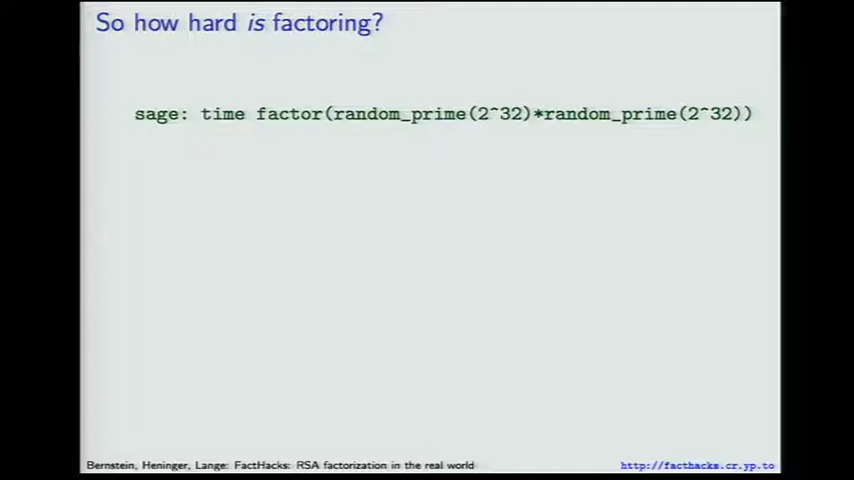 So how hard is factoring?
sage: time factor(random_prime(2^32)*random_prime(2^32))
Bernstein, Heninger, Lange: FactHacks: RSA factorization in the real world
http://facthacks.cr.yp.to